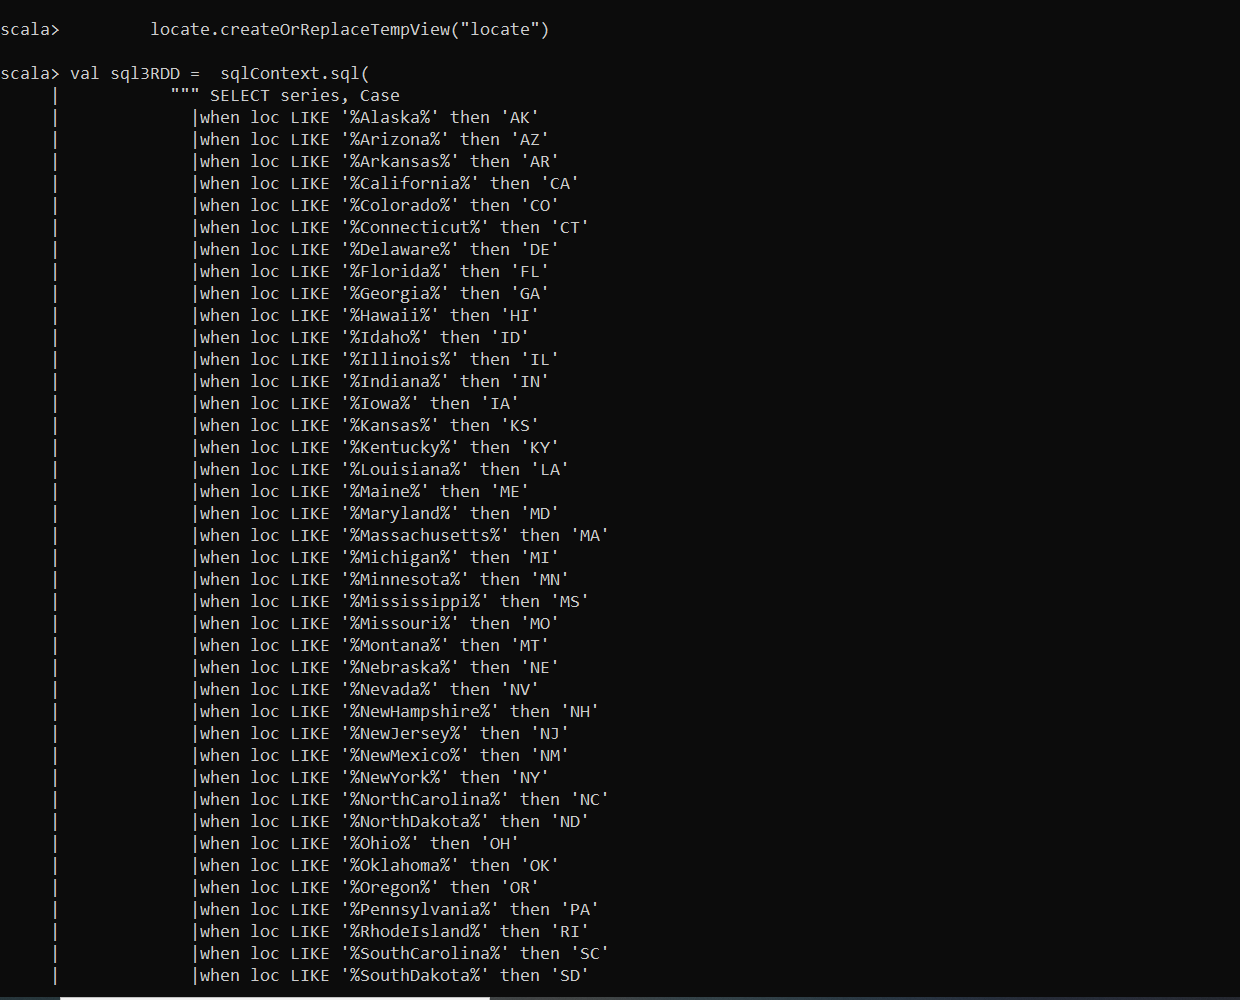 scala> locate.createOrReplaceTempView("locate")
scala> val sql3RDD = sqlContext.sql(
| """ SELECT series, Case
| |when loc LIKE '%Alaska%' then 'AK'
| |when loc LIKE '%Arizona%' then 'AZ'
| |when loc LIKE '%Arkansas%' then 'AR'
| |when loc LIKE '%California%' then 'CA'
| |when loc LIKE '%Colorado%' then 'CO'
| |when loc LIKE '%Connecticut%' then 'CT'
| |when loc LIKE '%Delaware%' then 'DE'
| |when loc LIKE '%Florida%' then 'FL'
| |when loc LIKE '%Georgia%' then 'GA'
| |when loc LIKE '%Hawaii%' then 'HI'
| |when loc LIKE '%Idaho%' then 'ID'
| |when loc LIKE '%Illinois%' then 'IL'
| |when loc LIKE '%Indiana%' then 'IN'
| |when loc LIKE '%Iowa%' then 'IA'
| |when loc LIKE '%Kansas%' then 'KS'
| |when loc LIKE '%Kentucky%' then 'KY'
| |when loc LIKE '%Louisiana%' then 'LA'
| |when loc LIKE '%Maine%' then 'ME'
| |when loc LIKE '%Maryland%' then 'MD'
| |when loc LIKE '%Massachusetts%' then 'MA'
| |when loc LIKE '%Michigan%' then 'MI'
| |when loc LIKE '%Minnesota%' then 'MN'
| |when loc LIKE '%Mississippi%' then 'MS'
| |when loc LIKE '%Missouri%' then 'MO'
| |when loc LIKE '%Montana%' then 'MT'
| |when loc LIKE '%Nebraska%' then 'NE'
| |when loc LIKE '%Nevada%' then 'NV'
| |when loc LIKE '%NewHampshire%' then 'NH'
| |when loc LIKE '%NewJersey%' then 'NJ'
| |when loc LIKE '%NewMexico%' then 'NM'
| |when loc LIKE '%NewYork%' then 'NY'
| |when loc LIKE '%NorthCarolina%' then 'NC'
| |when loc LIKE '%NorthDakota%' then 'ND'
| |when loc LIKE '%Ohio%' then 'OH'
| |when loc LIKE '%Oklahoma%' then 'OK'
| |when loc LIKE '%Oregon%' then 'OR'
| |when loc LIKE '%Pennsylvania%' then 'PA'
| |when loc LIKE '%RhodeIsland%' then 'RI'
| |when loc LIKE '%SouthCarolina%' then 'SC'
| |when loc LIKE '%SouthDakota%' then 'SD'